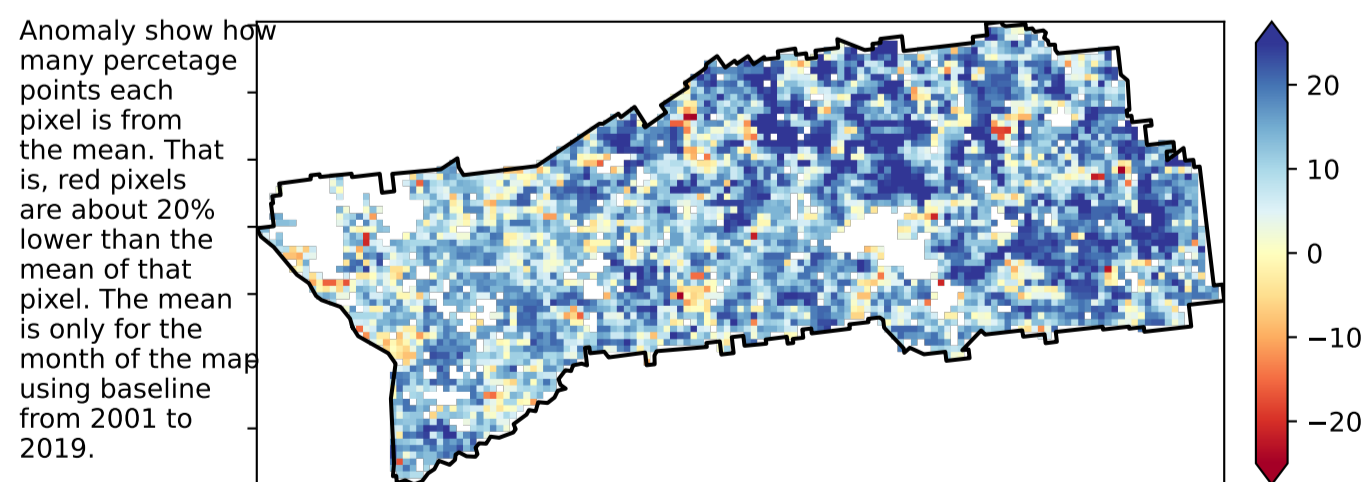 Anomaly show how
many percetage
points each
pixel is from
the mean. That
is, red pixels
are about 20%
lower than the
mean of that
pixel. The mean
is only for the
month of the map
using baseline
from 2001 to
2019.
20
10
0
−10
−20